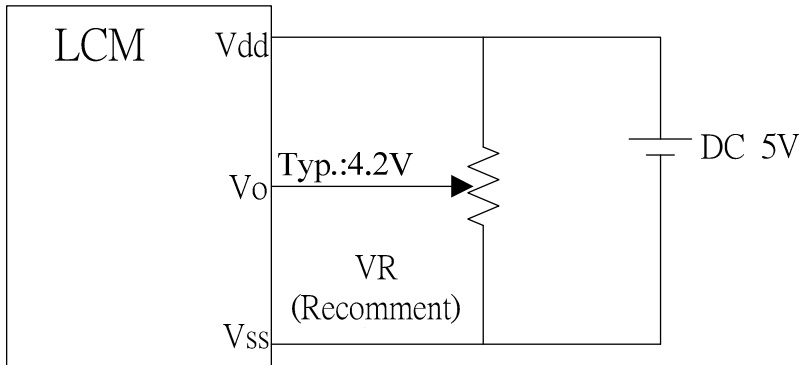 LCM
Vdd
Typ.:4.2V
Vo
DC 5V
VR
(Recomment)
Vss